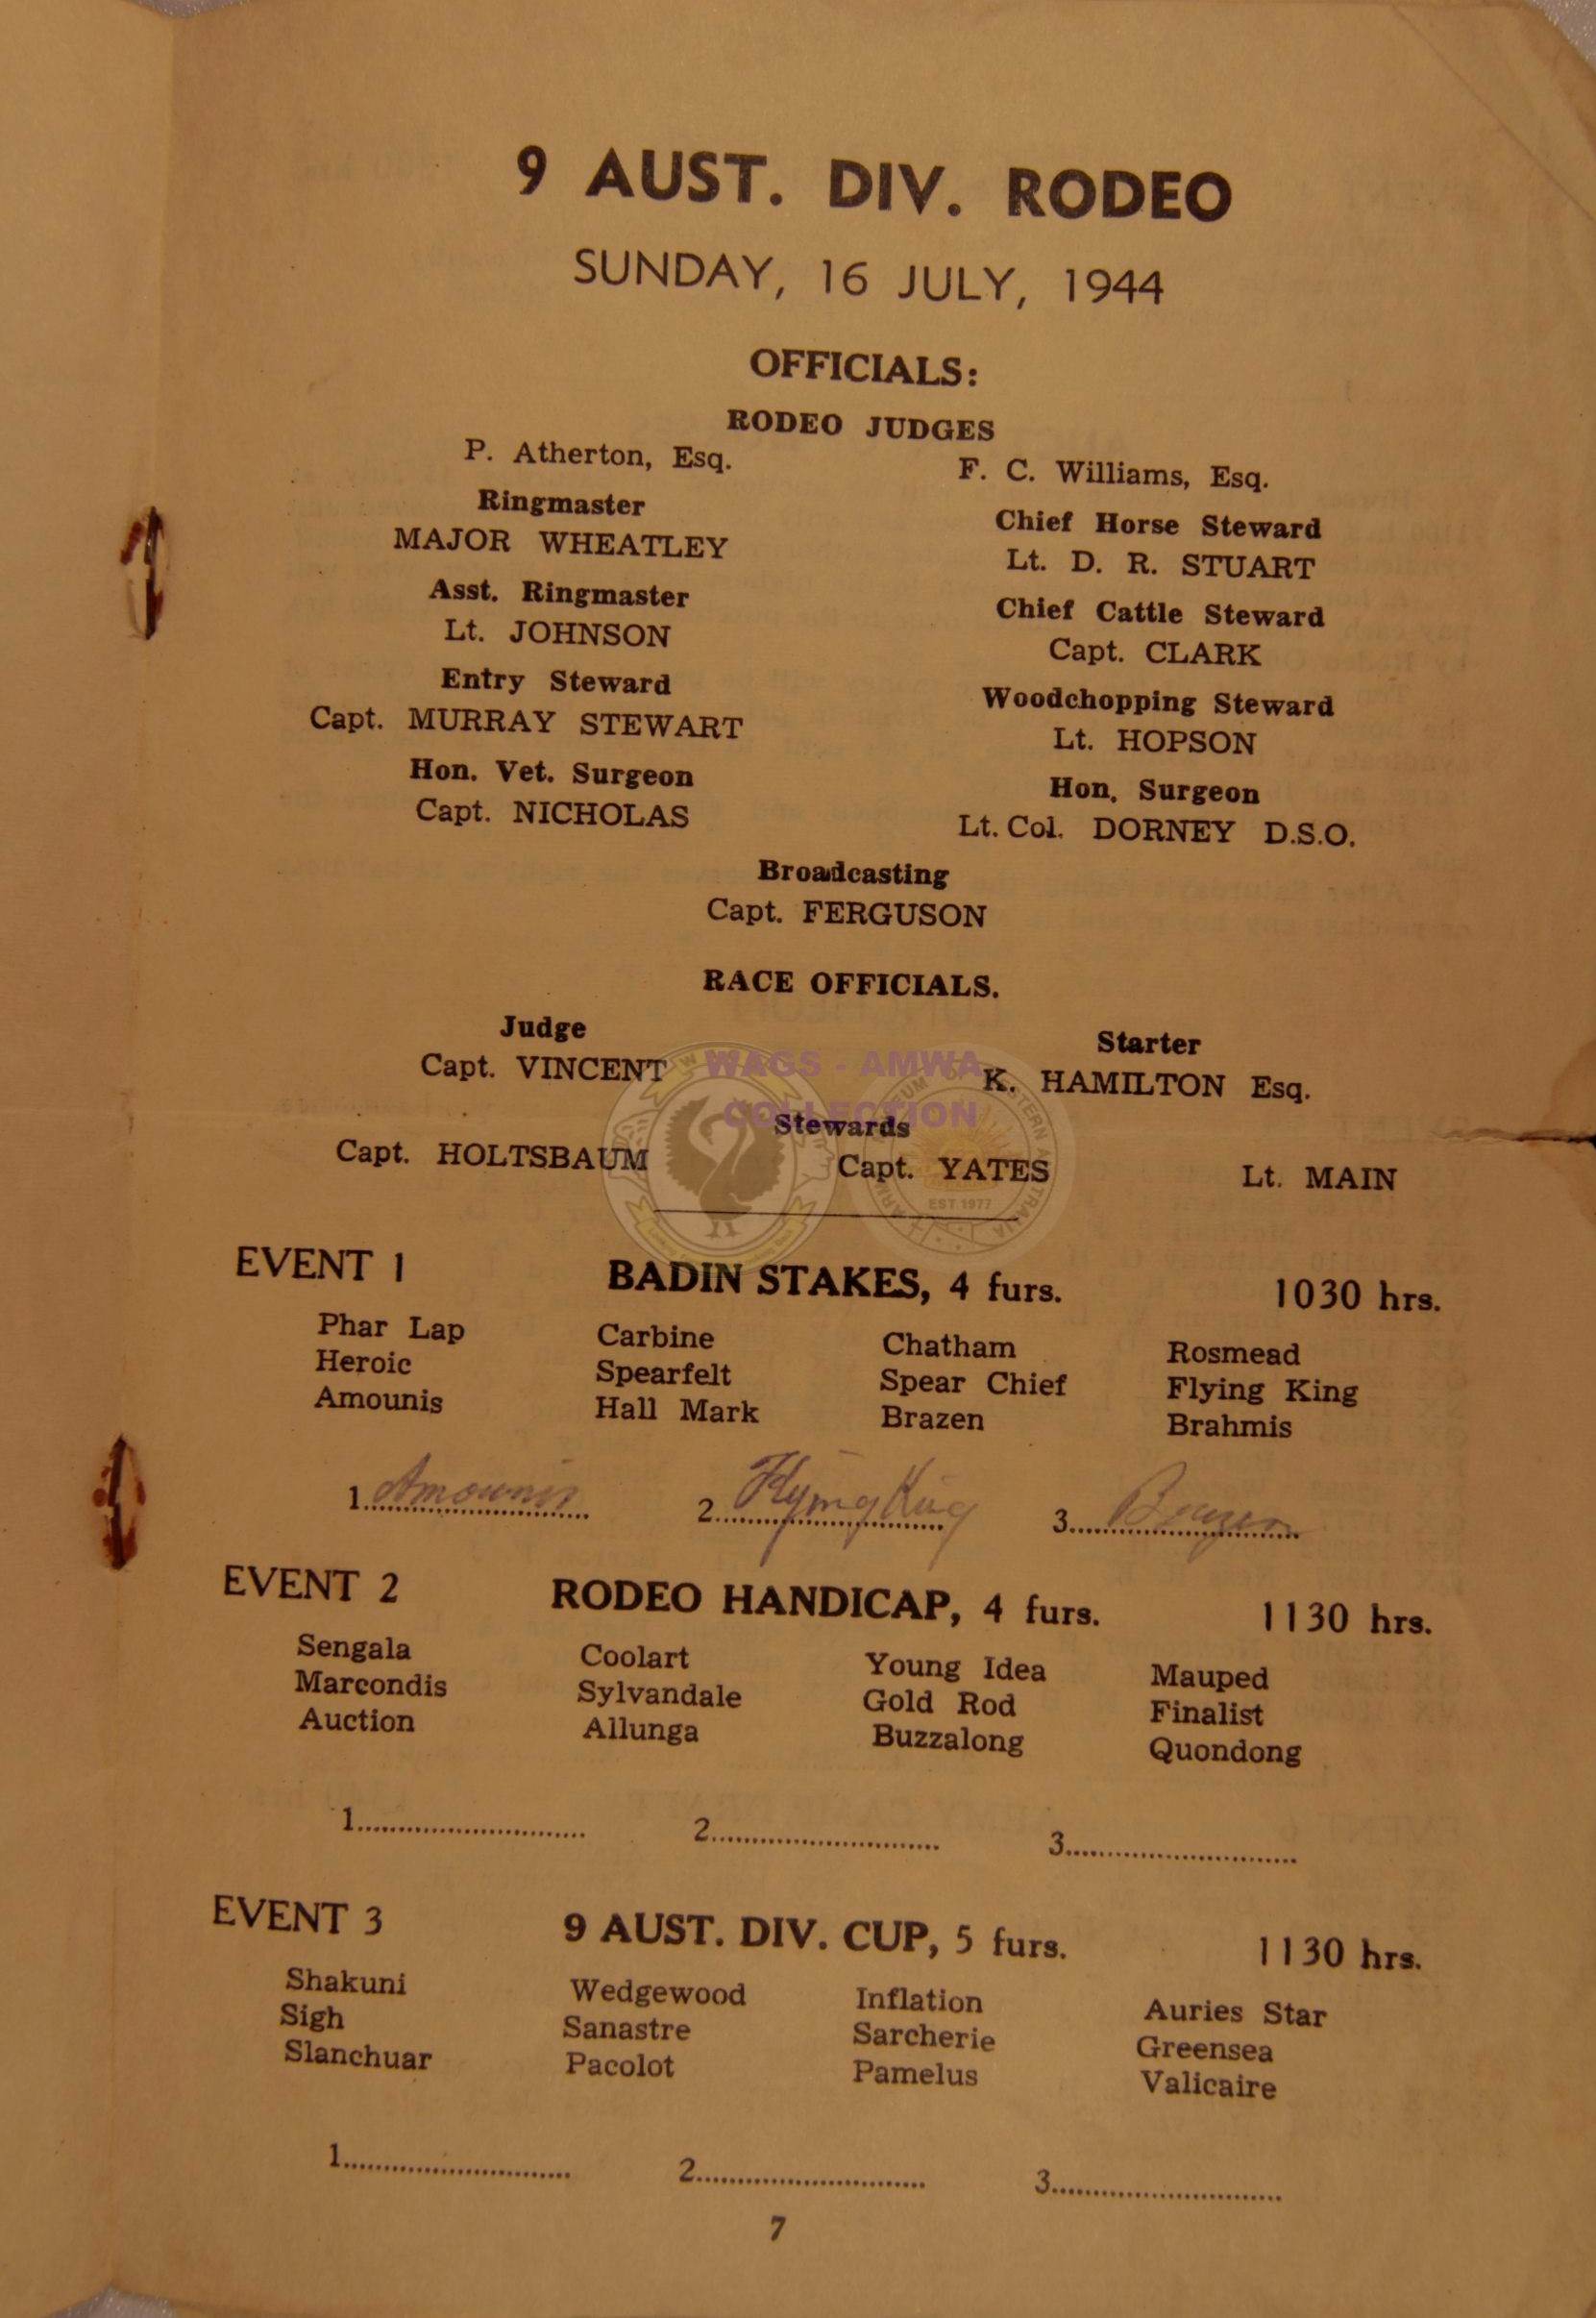 9 AUST. DIV. RODEO
SUNDAY, 16 JULY, 1944
OFFICIALS:
RODEO JUDGES
P. Atherton, Esq. F. C. Williams, Esq.
Ringmaster Chief Horse Steward
MAJOR WHEATLEY Lt. D. R. STUART
Asst. Ringmaster Chief Cattle Steward
Lt. JOHNSON Capt. CLARK
Entry Steward Woodchopping Steward
Capt. MURRAY STEWART Lt. HOPSON
Hon. Vet. Surgeon Hon. Surgeon
Capt. NICHOLAS Lt. Col. DORNEY D.S.O.
Broadcasting
Capt. FERGUSON
RACE OFFICIALS.
Judge Starter
Capt. VINCENT K. HAMILTON Esq.
WAGS - AMWA
COLLECTION
Stewards
Capt. HOLTSBAUM Capt. YATES Lt. MAIN
EST.1977
EVENT 1 BADIN STAKES, 4 furs. 1030 hrs.
Phar Lap Carbine Chatham Rosmead
Heroic Spearfelt Spear Chief Flying King
Amounis Hall Mark Brazen Brahmis
1. Amounis 2. Flying King 3. Brazen
EVENT 2 RODEO HANDICAP, 4 furs. 1130 hrs.
Sengala Coolart Young Idea Mauped
Marcondis Sylvandale Gold Rod Finalist
Auction Allunga Buzzalong Quondong
1. 2. 3.
EVENT 3 9 AUST. DIV. CUP, 5 furs. 1130 hrs.
Shakuni Wedgewood Inflation Auries Star
Sigh Sanastre Sarcherie Greensea
Slanchuar Pacolot Pamelus Valicaire
1. 2. 3.
7